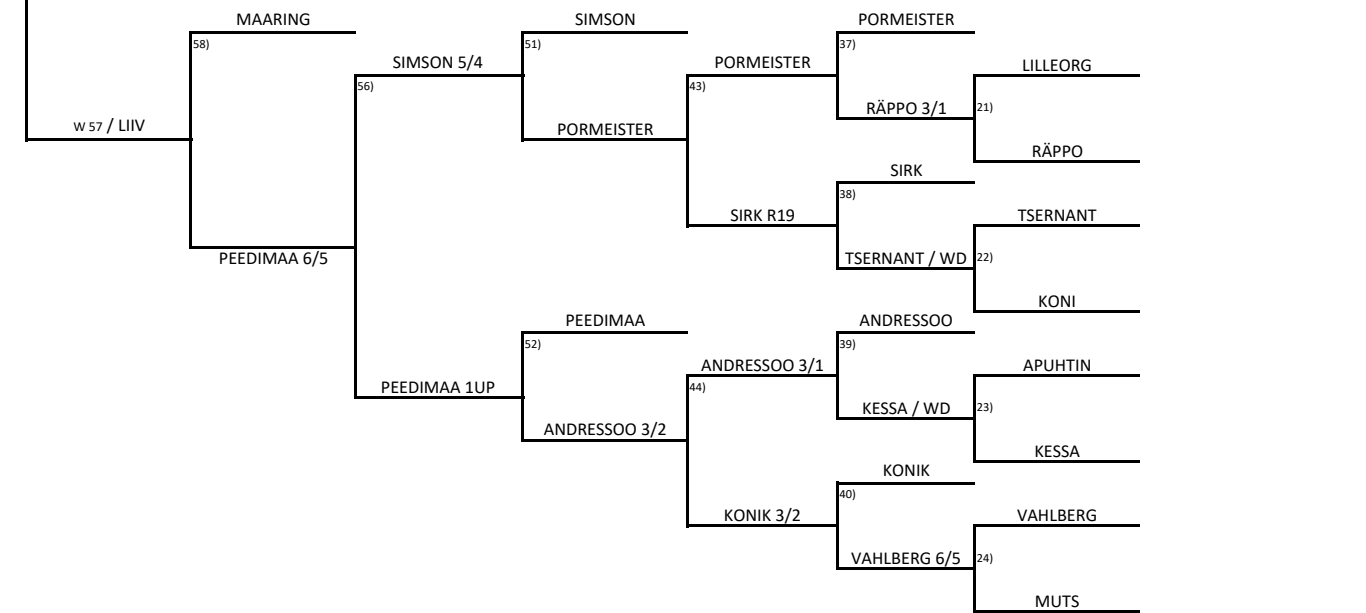 MAARING
SIMSON
PORMEISTER
58)
51)
37)
SIMSON 5/4
PORMEISTER
LILLEORG
56)
43)
RÄPPO 3/1
21)
W 57 / LIIV
PORMEISTER
RÄPPO
SIRK
38)
SIRK R19
TSERNANT
PEEDIMAA 6/5
TSERNANT / WD
22)
KONI
PEEDIMAA
ANDRESSOO
52)
39)
ANDRESSOO 3/1
APUHTIN
PEEDIMAA 1UP
44)
KESSA / WD
23)
ANDRESSOO 3/2
KESSA
KONIK
40)
KONIK 3/2
VAHLBERG
VAHLBERG 6/5
24)
MUTS